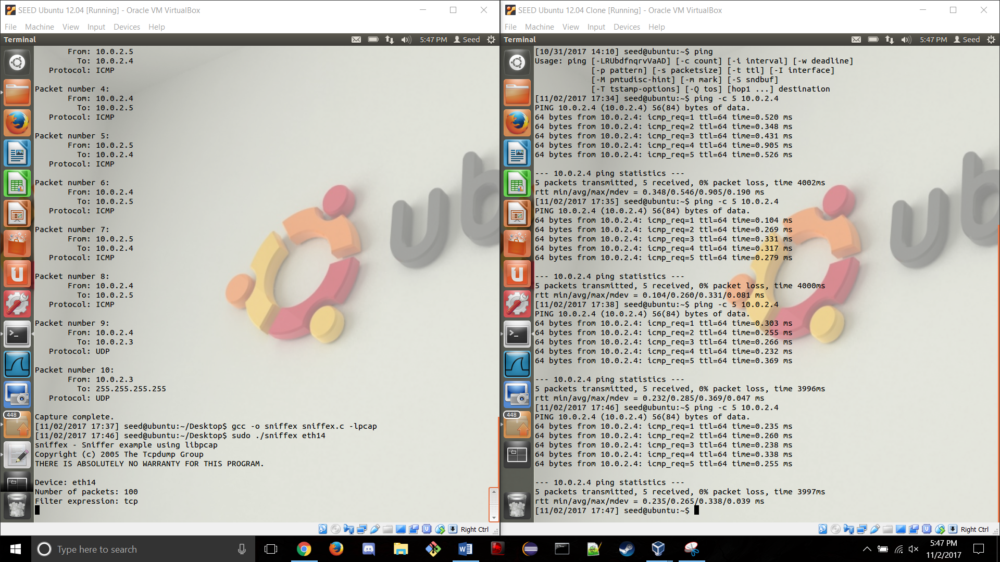 SEED Ubuntu 12.04 [Running] - Oracle VM VirtualBox
File Machine View Input Devices Help
Terminal 5:47 PM Seed
From: 10.0.2.5
To: 10.0.2.4
Protocol: ICMP
Packet number 4:
From: 10.0.2.4
To: 10.0.2.5
Protocol: ICMP
Packet number 5:
From: 10.0.2.5
To: 10.0.2.4
Protocol: ICMP
Packet number 6:
From: 10.0.2.4
To: 10.0.2.5
Protocol: ICMP
Packet number 7:
From: 10.0.2.5
To: 10.0.2.4
Protocol: ICMP
Packet number 8:
From: 10.0.2.4
To: 10.0.2.5
Protocol: ICMP
Packet number 9:
From: 10.0.2.4
To: 10.0.2.3
Protocol: UDP
Packet number 10:
From: 10.0.2.3
To: 255.255.255.255
Protocol: UDP
Capture complete.
[11/02/2017 17:37] seed@ubuntu:~/Desktop$ gcc -o sniffex sniffex.c -lpcap
[11/02/2017 17:46] seed@ubuntu:~/Desktop$ sudo ./sniffex eth14
sniffex - Sniffer example using libpcap
Copyright (c) 2005 The Tcpdump Group
THERE IS ABSOLUTELY NO WARRANTY FOR THIS PROGRAM.
Device: eth14
Number of packets: 100
Filter expression: tcp
448
ub
Right Ctrl
SEED Ubuntu 12.04 Clone [Running] - Oracle VM VirtualBox
File Machine View Input Devices Help
Terminal 5:47 PM Seed
[10/31/2017 14:10] seed@ubuntu:~$ ping
Usage: ping [-LRUbdfnqrvVaAD] [-c count] [-i interval] [-w deadline]
[-p pattern] [-s packetsize] [-t ttl] [-I interface]
[-M pmtudisc-hint] [-m mark] [-S sndbuf]
[-T tstamp-options] [-Q tos] [hop1 ...] destination
[11/02/2017 17:34] seed@ubuntu:~$ ping -c 5 10.0.2.4
PING 10.0.2.4 (10.0.2.4) 56(84) bytes of data.
64 bytes from 10.0.2.4: icmp_req=1 ttl=64 time=0.520 ms
64 bytes from 10.0.2.4: icmp_req=2 ttl=64 time=0.348 ms
64 bytes from 10.0.2.4: icmp_req=3 ttl=64 time=0.431 ms
64 bytes from 10.0.2.4: icmp_req=4 ttl=64 time=0.905 ms
64 bytes from 10.0.2.4: icmp_req=5 ttl=64 time=0.526 ms
--- 10.0.2.4 ping statistics ---
5 packets transmitted, 5 received, 0% packet loss, time 4002ms
rtt min/avg/max/mdev = 0.348/0.546/0.905/0.190 ms
[11/02/2017 17:35] seed@ubuntu:~$ ping -c 5 10.0.2.4
PING 10.0.2.4 (10.0.2.4) 56(84) bytes of data.
64 bytes from 10.0.2.4: icmp_req=1 ttl=64 time=0.104 ms
64 bytes from 10.0.2.4: icmp_req=2 ttl=64 time=0.269 ms
64 bytes from 10.0.2.4: icmp_req=3 ttl=64 time=0.331 ms
64 bytes from 10.0.2.4: icmp_req=4 ttl=64 time=0.317 ms
64 bytes from 10.0.2.4: icmp_req=5 ttl=64 time=0.279 ms
--- 10.0.2.4 ping statistics ---
5 packets transmitted, 5 received, 0% packet loss, time 4000ms
rtt min/avg/max/mdev = 0.104/0.260/0.331/0.081 ms
[11/02/2017 17:38] seed@ubuntu:~$ ping -c 5 10.0.2.4
PING 10.0.2.4 (10.0.2.4) 56(84) bytes of data.
64 bytes from 10.0.2.4: icmp_req=1 ttl=64 time=0.303 ms
64 bytes from 10.0.2.4: icmp_req=2 ttl=64 time=0.255 ms
64 bytes from 10.0.2.4: icmp_req=3 ttl=64 time=0.266 ms
64 bytes from 10.0.2.4: icmp_req=4 ttl=64 time=0.232 ms
64 bytes from 10.0.2.4: icmp_req=5 ttl=64 time=0.369 ms
--- 10.0.2.4 ping statistics ---
5 packets transmitted, 5 received, 0% packet loss, time 3996ms
rtt min/avg/max/mdev = 0.232/0.285/0.369/0.047 ms
[11/02/2017 17:46] seed@ubuntu:~$ ping -c 5 10.0.2.4
PING 10.0.2.4 (10.0.2.4) 56(84) bytes of data.
64 bytes from 10.0.2.4: icmp_req=1 ttl=64 time=0.235 ms
64 bytes from 10.0.2.4: icmp_req=2 ttl=64 time=0.260 ms
64 bytes from 10.0.2.4: icmp_req=3 ttl=64 time=0.238 ms
64 bytes from 10.0.2.4: icmp_req=4 ttl=64 time=0.338 ms
64 bytes from 10.0.2.4: icmp_req=5 ttl=64 time=0.255 ms
--- 10.0.2.4 ping statistics ---
5 packets transmitted, 5 received, 0% packet loss, time 3997ms
rtt min/avg/max/mdev = 0.235/0.265/0.338/0.039 ms
[11/02/2017 17:47] seed@ubuntu:~$
448
ub
Right Ctrl
Type here to search
5:47 PM
11/2/2017